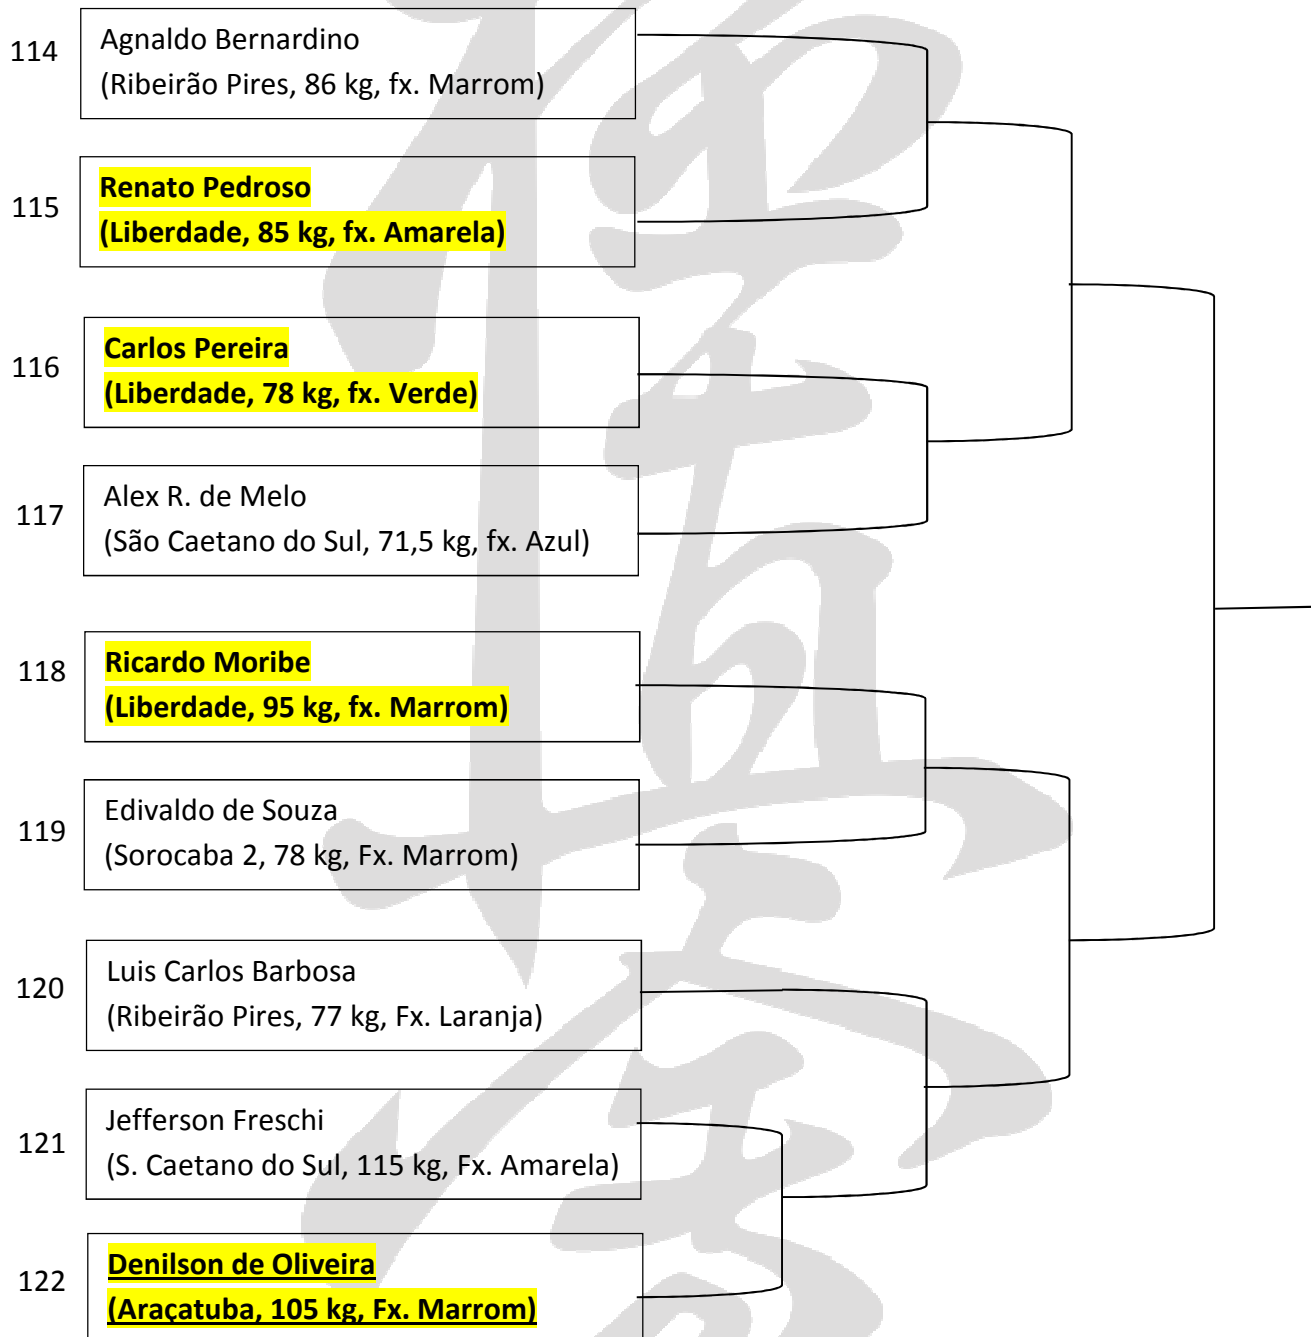 114
Agnaldo Bernardino
(Ribeirão Pires, 86 kg, fx. Marrom)
115
Renato Pedroso
(Liberdade, 85 kg, fx. Amarela)
116
Carlos Pereira
(Liberdade, 78 kg, fx. Verde)
117
Alex R. de Melo
(São Caetano do Sul, 71,5 kg, fx. Azul)
118
Ricardo Moribe
(Liberdade, 95 kg, fx. Marrom)
119
Edivaldo de Souza
(Sorocaba 2, 78 kg, Fx. Marrom)
120
Luis Carlos Barbosa
(Ribeirão Pires, 77 kg, Fx. Laranja)
121
Jefferson Freschi
(S. Caetano do Sul, 115 kg, Fx. Amarela)
122
Denilson de Oliveira
(Araçatuba, 105 kg, Fx. Marrom)